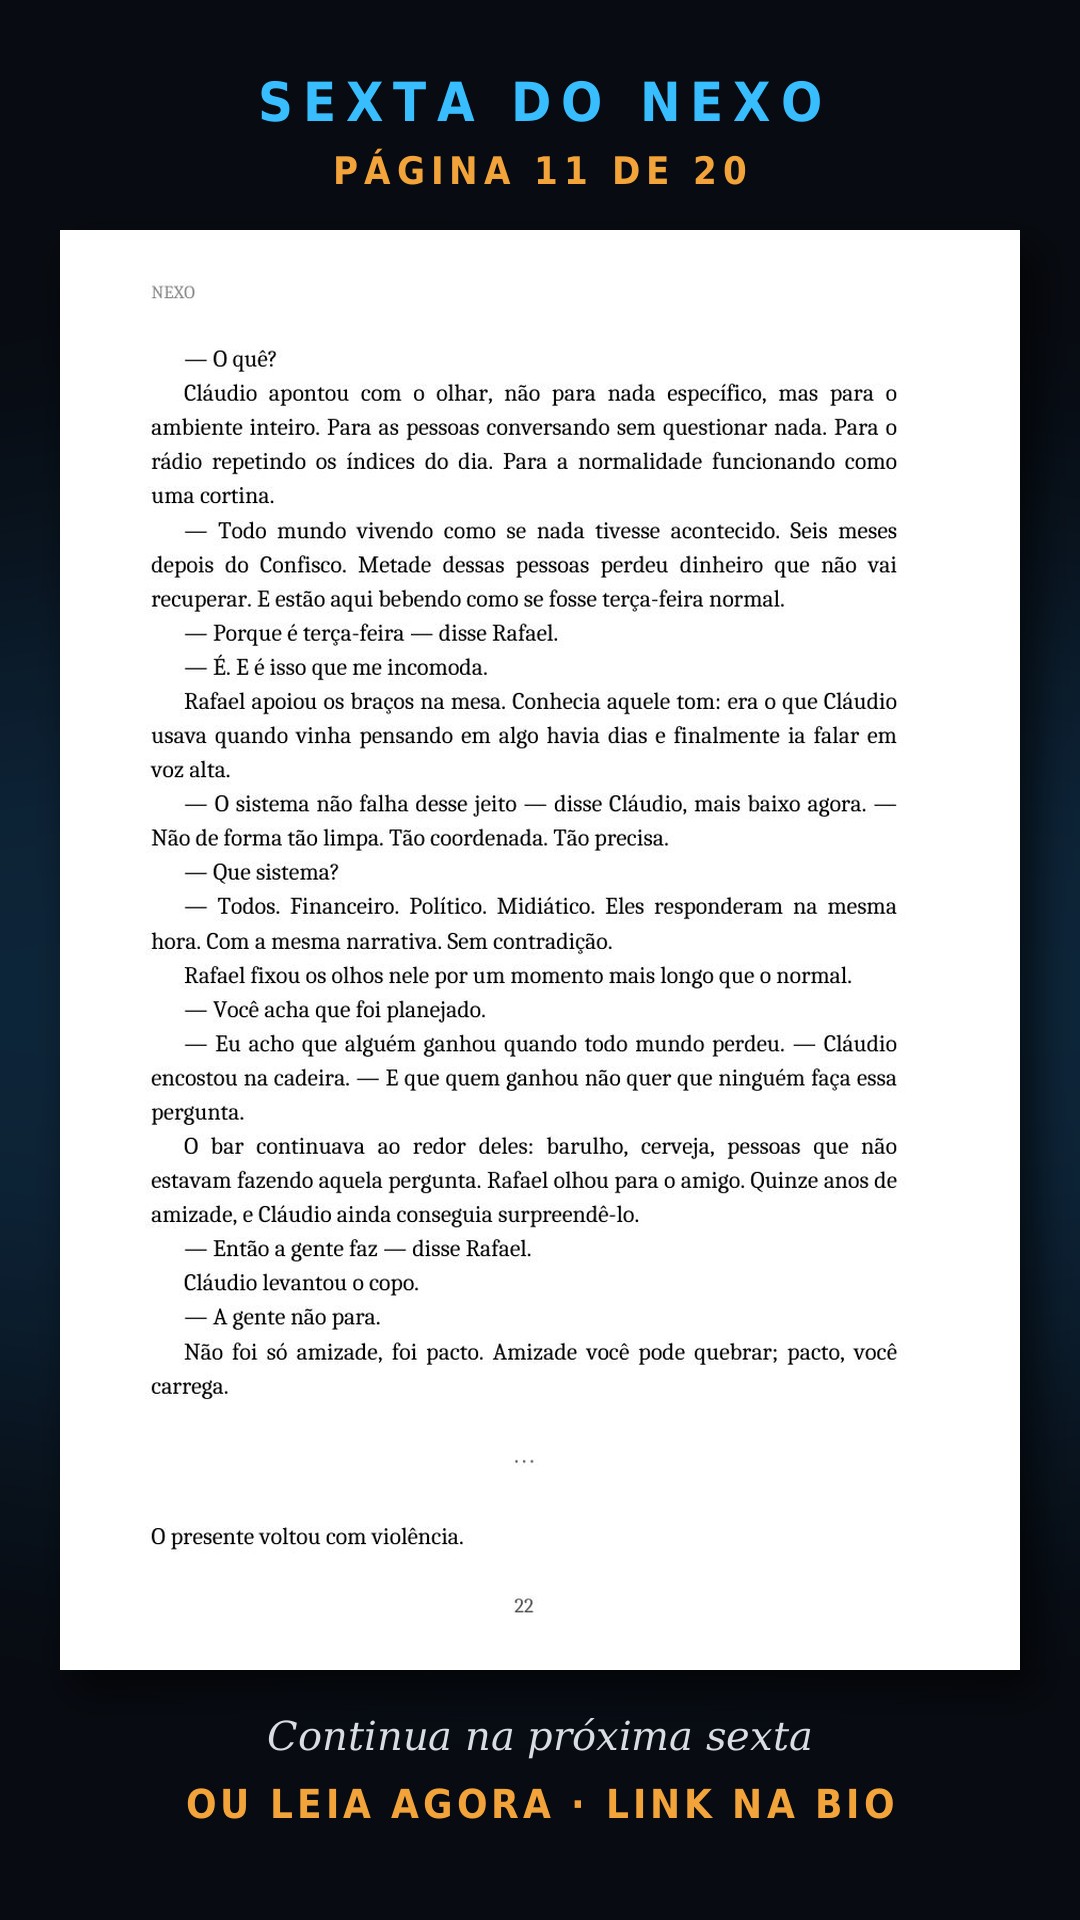 SEXTA DO NEXO
PÁGINA 11 DE 20
NEXO
— O quê?
Cláudio apontou com o olhar, não para nada específico, mas para o
ambiente inteiro. Para as pessoas conversando sem questionar nada. Para o
rádio repetindo os índices do dia. Para a normalidade funcionando como
uma cortina.
— Todo mundo vivendo como se nada tivesse acontecido. Seis meses
depois do Confisco. Metade dessas pessoas perdeu dinheiro que não vai
recuperar. E estão aqui bebendo como se fosse terça-feira normal.
— Porque é terça-feira — disse Rafael.
— É. E é isso que me incomoda.
Rafael apoiou os braços na mesa. Conhecia aquele tom: era o que Cláudio
usava quando vinha pensando em algo havia dias e finalmente ia falar em
voz alta.
— O sistema não falha desse jeito — disse Cláudio, mais baixo agora. —
Não de forma tão limpa. Tão coordenada. Tão precisa.
— Que sistema?
— Todos. Financeiro. Político. Midiático. Eles responderam na mesma
hora. Com a mesma narrativa. Sem contradição.
Rafael fixou os olhos nele por um momento mais longo que o normal.
— Você acha que foi planejado.
— Eu acho que alguém ganhou quando todo mundo perdeu. — Cláudio
encostou na cadeira. — E que quem ganhou não quer que ninguém faça essa
pergunta.
O bar continuava ao redor deles: barulho, cerveja, pessoas que não
estavam fazendo aquela pergunta. Rafael olhou para o amigo. Quinze anos de
amizade, e Cláudio ainda conseguia surpreendê-lo.
— Então a gente faz — disse Rafael.
Cláudio levantou o copo.
— A gente não para.
Não foi só amizade, foi pacto. Amizade você pode quebrar; pacto, você
carrega.
...
O presente voltou com violência.
22
Continua na próxima sexta
OU LEIA AGORA · LINK NA BIO